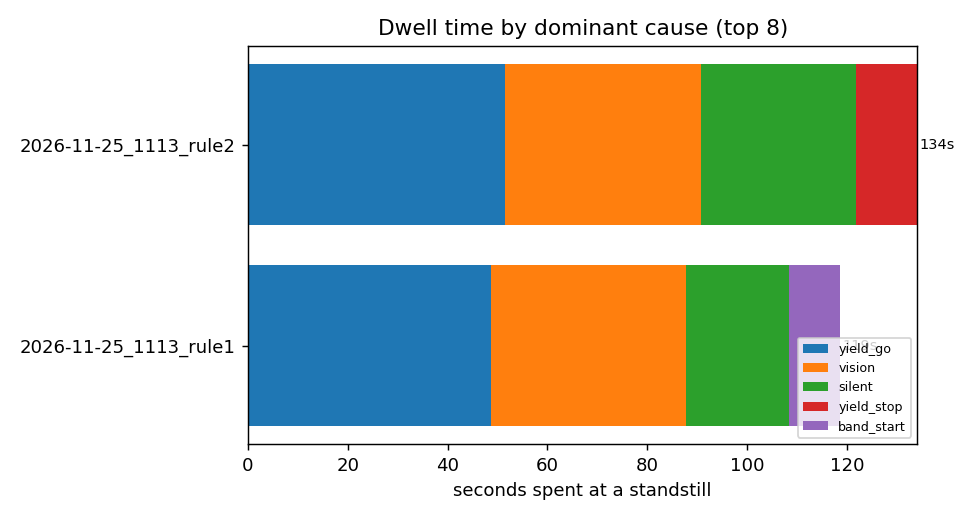 Dwell time by dominant cause (top 8)
2026-11-25_1113_rule2
134s
2026-11-25_1113_rule1
yield_go
vision
silent
yield_stop
band_start
0 20 40 60 80 100 120
seconds spent at a standstill